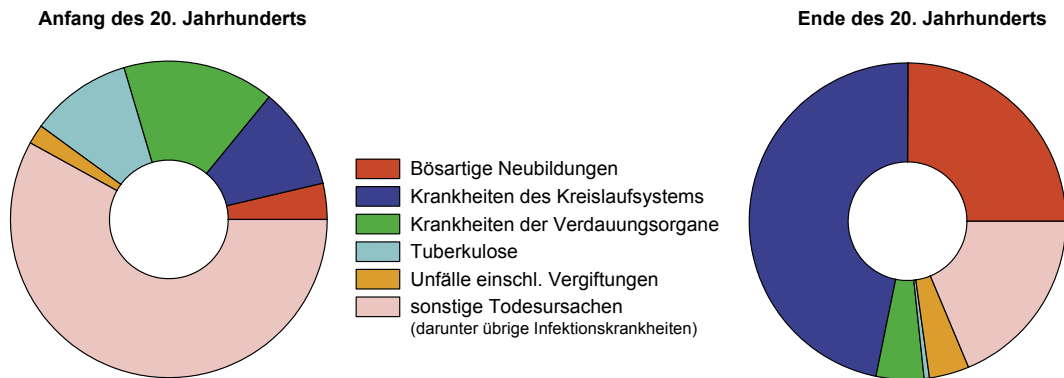 Anfang des 20. Jahrhunderts
Ende des 20. Jahrhunderts
Bösartige Neubildungen
Krankheiten des Kreislaufsystems
Krankheiten der Verdauungsorgane
Tuberkulose
Unfälle einschl. Vergiftungen
sonstige Todesursachen
(darunter übrige Infektionskrankheiten)